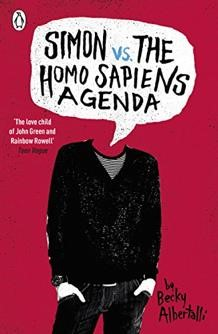 SIMON VS. THE
HOMO SAPIENS
AGENDA
'The love child
of John Green and
Rainbow Rowell'
Teen Vogue
by
Becky
Albertalli